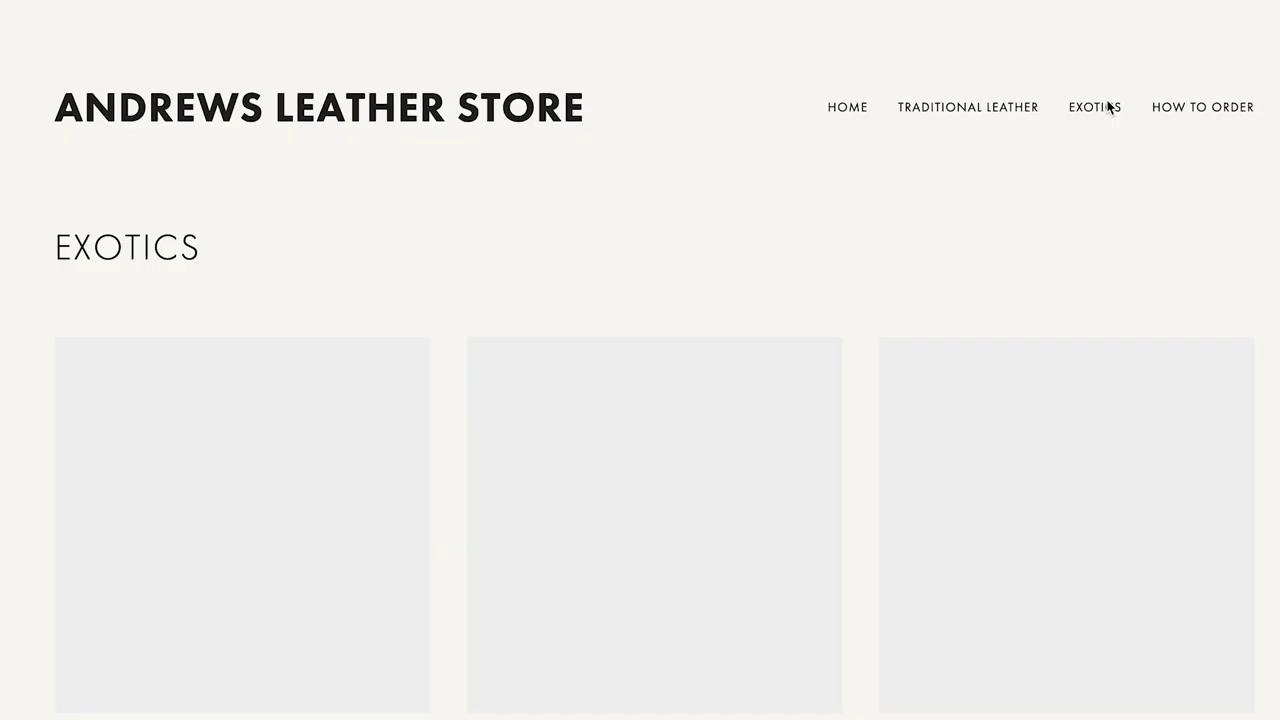 ANDREWS LEATHER STORE
HOME TRADITIONAL LEATHER EXOTICS HOW TO ORDER
EXOTICS